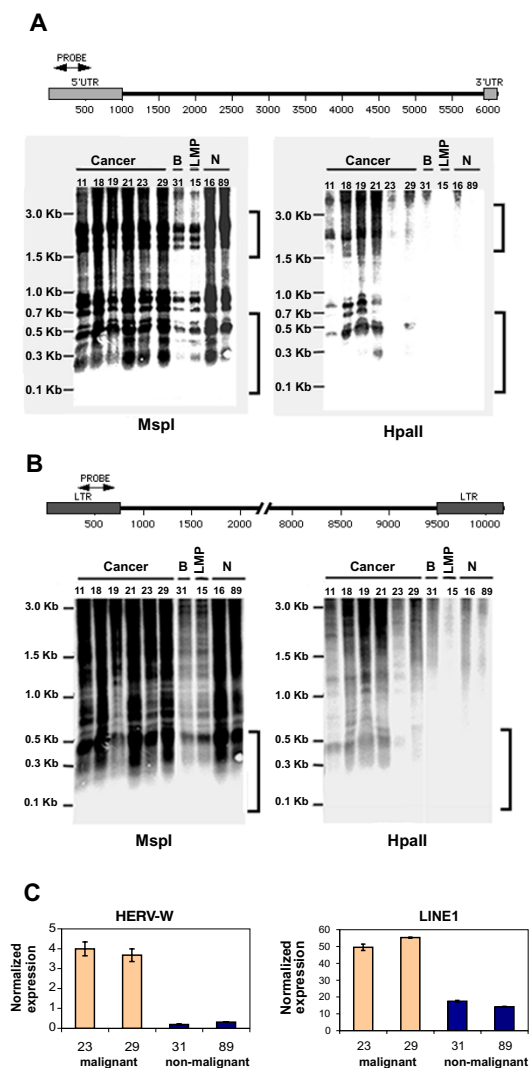 A
PROBE
5'UTR 3'UTR
500 1000 1500 2000 2500 3000 3500 4000 4500 5000 5500 6000
Cancer B LMP N
11 18 19 21 23 29 31 15 16 89
3.0 Kb
1.5 Kb
1.0 Kb
0.7 Kb
0.5 Kb
0.3 Kb
0.1 Kb
MspI
Cancer B LMP N
11 18 19 21 23 29 31 15 16 89
3.0 Kb
1.5 Kb
1.0 Kb
0.7 Kb
0.5 Kb
0.3 Kb
0.1 Kb
HpaII
B
PROBE
LTR LTR
500 1000 1500 2000 8000 8500 9000 9500 10000
Cancer B LMP N
11 18 19 21 23 29 31 15 16 89
3.0 Kb
1.5 Kb
1.0 Kb
0.5 Kb
0.3 Kb
0.1 Kb
MspI
Cancer B LMP N
11 18 19 21 23 29 31 15 16 89
3.0 Kb
1.5 Kb
1.0 Kb
0.5 Kb
0.3 Kb
0.1 Kb
HpaII
C
HERV-W
Normalized
expression
5
4
3
2
1
0
23 29 31 89
malignant non-malignant
LINE1
Normalized
expression
60
50
40
30
20
10
0
23 29 31 89
malignant non-malignant